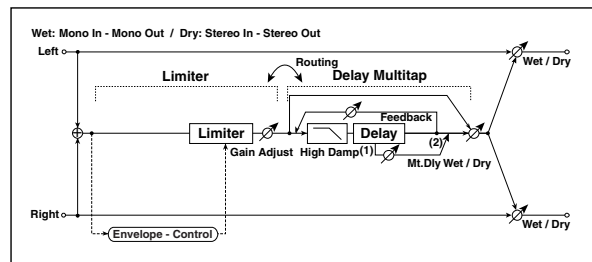 Wet: Mono In - Mono Out / Dry: Stereo In - Stereo Out
Left
Wet / Dry
Routing
Limiter
Delay Multitap
Feedback
Limiter
Delay
Gain Adjust
High Damp
(1)
(2)
Mt.Dly Wet / Dry
Right
Wet / Dry
Envelope - Control